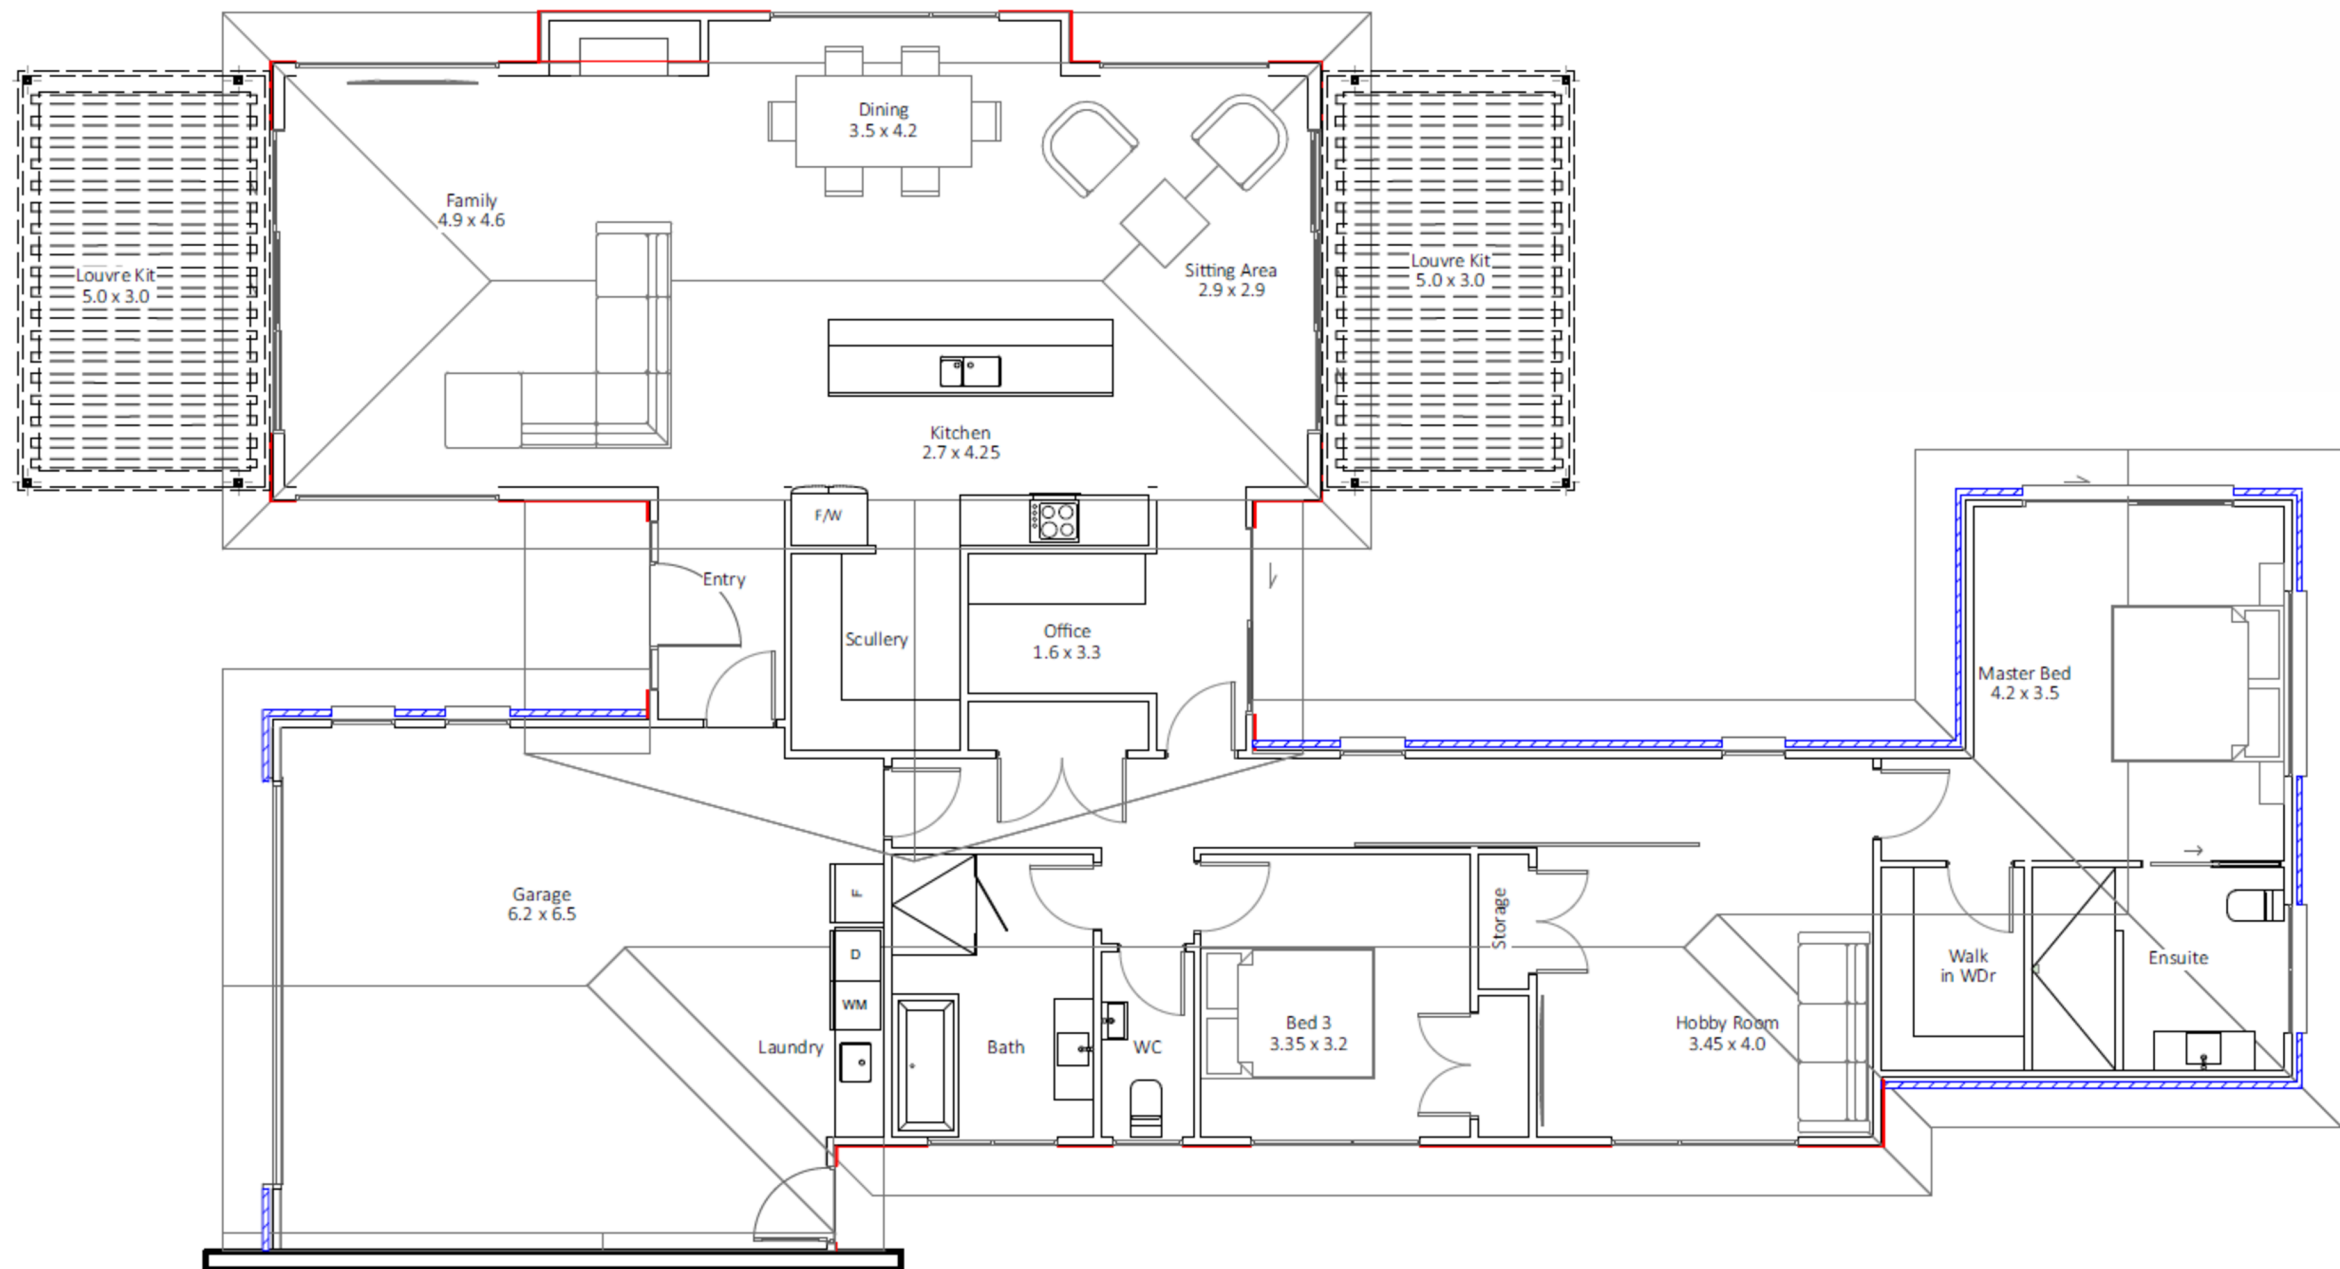 Dining
3.5 x 4.2
Family
4.9 x 4.6
Louvre Kit
5.0 x 3.0
Sitting Area
2.9 x 2.9
Louvre Kit
5.0 x 3.0
Kitchen
2.7 x 4.25
F/W
Entry
Scullery
Office
1.6 x 3.3
Master Bed
4.2 x 3.5
Garage
6.2 x 6.5
F
D
WM
Laundry
Bath
WC
Bed 3
3.35 x 3.2
Storage
Hobby Room
3.45 x 4.0
Walk
in WDr
Ensuite